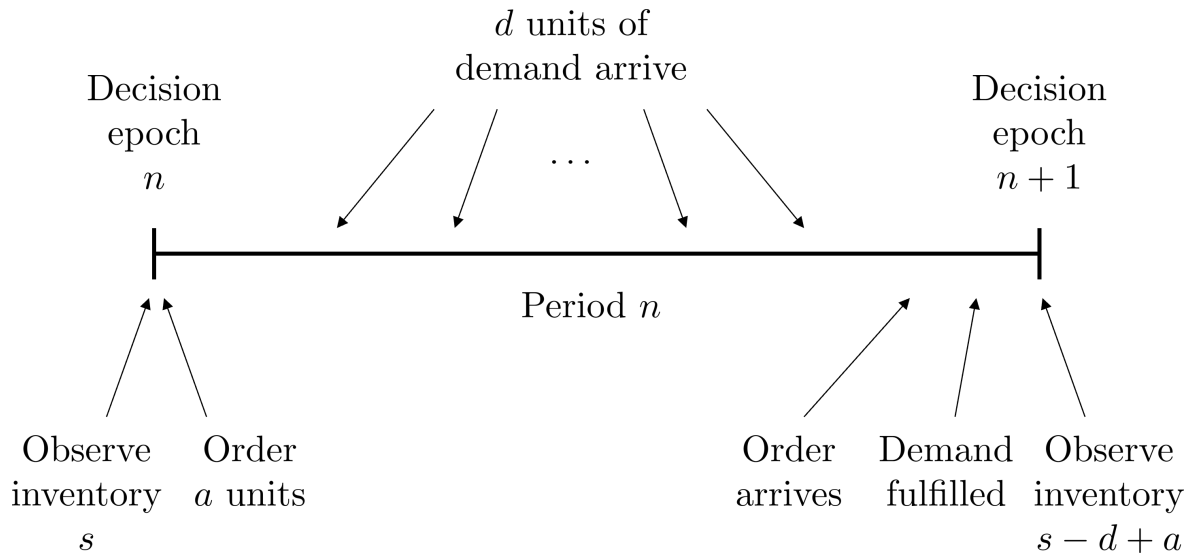 d units of
demand arrive
Decision
epoch
n
Decision
epoch
n + 1
...
Period n
Observe
inventory
s
Order
a units
Order
arrives
Demand
fulfilled
Observe
inventory
s − d + a